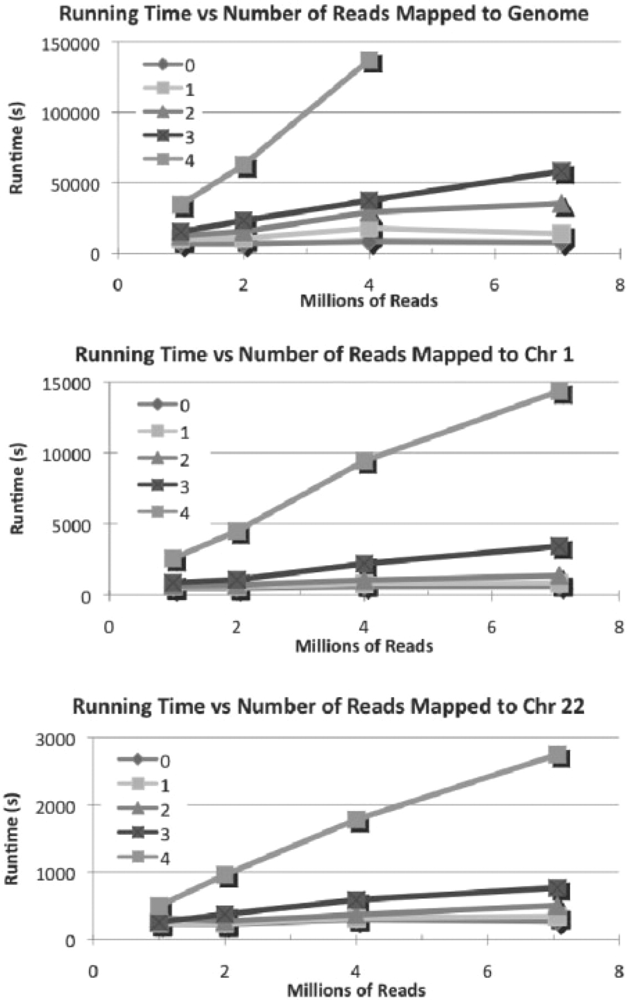 Running Time vs Number of Reads Mapped to Genome
150000
100000
50000
0
Runtime (s)
0
1
2
3
4
0 2 4 6 8
Millions of Reads
Running Time vs Number of Reads Mapped to Chr 1
15000
10000
5000
0
Runtime (s)
0
1
2
3
4
0 2 4 6 8
Millions of Reads
Running Time vs Number of Reads Mapped to Chr 22
3000
2000
1000
0
Runtime (s)
0
1
2
3
4
0 2 4 6 8
Millions of Reads